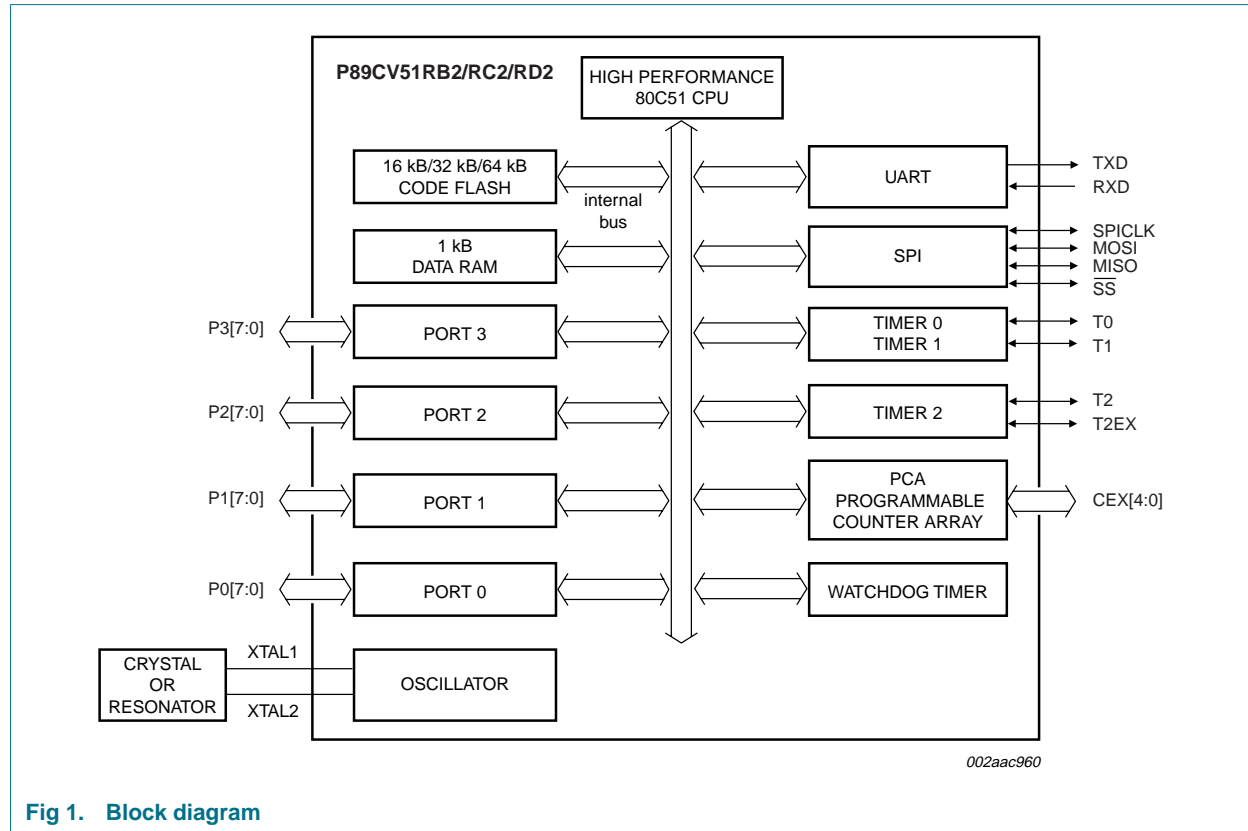 P89CV51RB2/RC2/RD2
HIGH PERFORMANCE
80C51 CPU
16 kB/32 kB/64 kB
CODE FLASH
internal
bus
UART
TXD
RXD
1 kB
DATA RAM
SPI
SPICLK
MOSI
MISO
S̅S̅
P3[7:0]
PORT 3
TIMER 0
TIMER 1
T0
T1
P2[7:0]
PORT 2
TIMER 2
T2
T2EX
P1[7:0]
PORT 1
PCA
PROGRAMMABLE
COUNTER ARRAY
CEX[4:0]
P0[7:0]
PORT 0
WATCHDOG TIMER
CRYSTAL
OR
RESONATOR
XTAL1
XTAL2
OSCILLATOR
002aac960
Fig 1. Block diagram